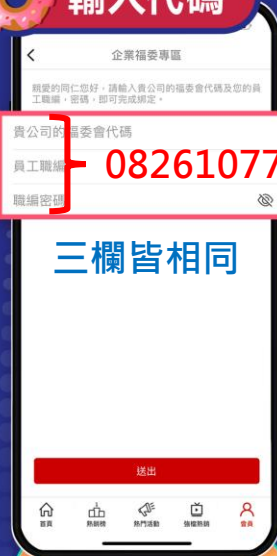 輸入代碼
企業福委專區
親愛的同仁您好，請輸入貴公司的福委會代碼及您的員
工職編，密碼，即可完成綁定。
貴公司的福委會代碼
員工職編
08261077
職編密碼
三欄皆相同
送出
首頁
熱銷榜
熱門活動
強檔熱銷
會員